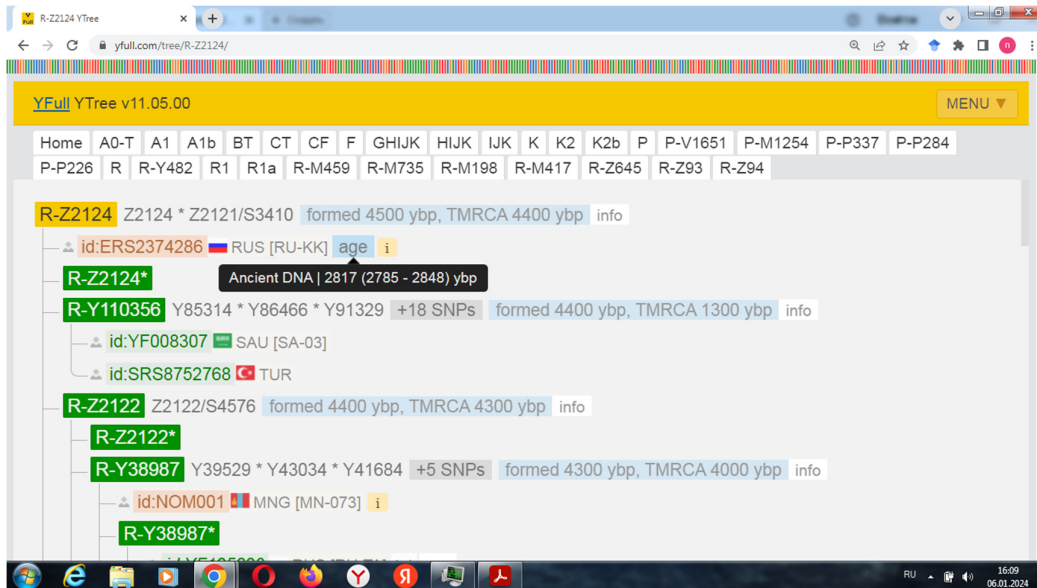 R-Z2124 YTree
yfull.com/tree/R-Z2124/
YFull YTree v11.05.00
MENU ▼
Home A0-T A1 A1b BT CT CF F GHIJK HIJK IJK K K2 K2b P P-V1651 P-M1254 P-P337 P-P284
P-P226 R R-Y482 R1 R1a R-M459 R-M735 R-M198 R-M417 R-Z645 R-Z93 R-Z94
R-Z2124 Z2124 * Z2121/S3410 formed 4500 ybp, TMRCA 4400 ybp info
id:ERS2374286 RUS [RU-KK] age i
Ancient DNA | 2817 (2785 - 2848) ybp
R-Z2124*
R-Y110356 Y85314 * Y86466 * Y91329 +18 SNPs formed 4400 ybp, TMRCA 1300 ybp info
id:YF008307 SAU [SA-03]
id:SRS8752768 TUR
R-Z2122 Z2122/S4576 formed 4400 ybp, TMRCA 4300 ybp info
R-Z2122*
R-Y38987 Y39529 * Y43034 * Y41684 +5 SNPs formed 4300 ybp, TMRCA 4000 ybp info
id:NOM001 MNG [MN-073] i
R-Y38987*
RU 16:09
06.01.2024